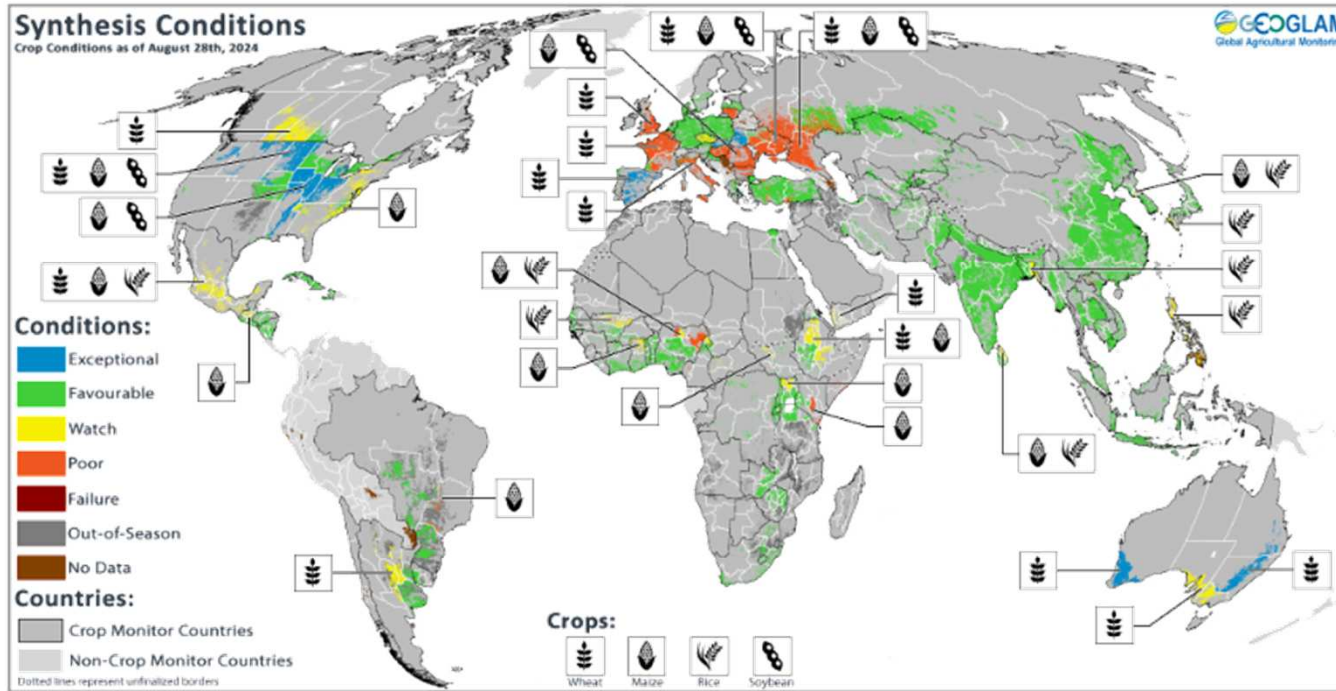 Synthesis Conditions
Crop Conditions as of August 28th, 2024
GEOGLAM
Global Agricultural Monitoring
Conditions:
Exceptional
Favourable
Watch
Poor
Failure
Out-of-Season
No Data
Countries:
Crop Monitor Countries
Non-Crop Monitor Countries
Dotted lines represent unfinalized borders
Crops:
Wheat
Maize
Rice
Soybean